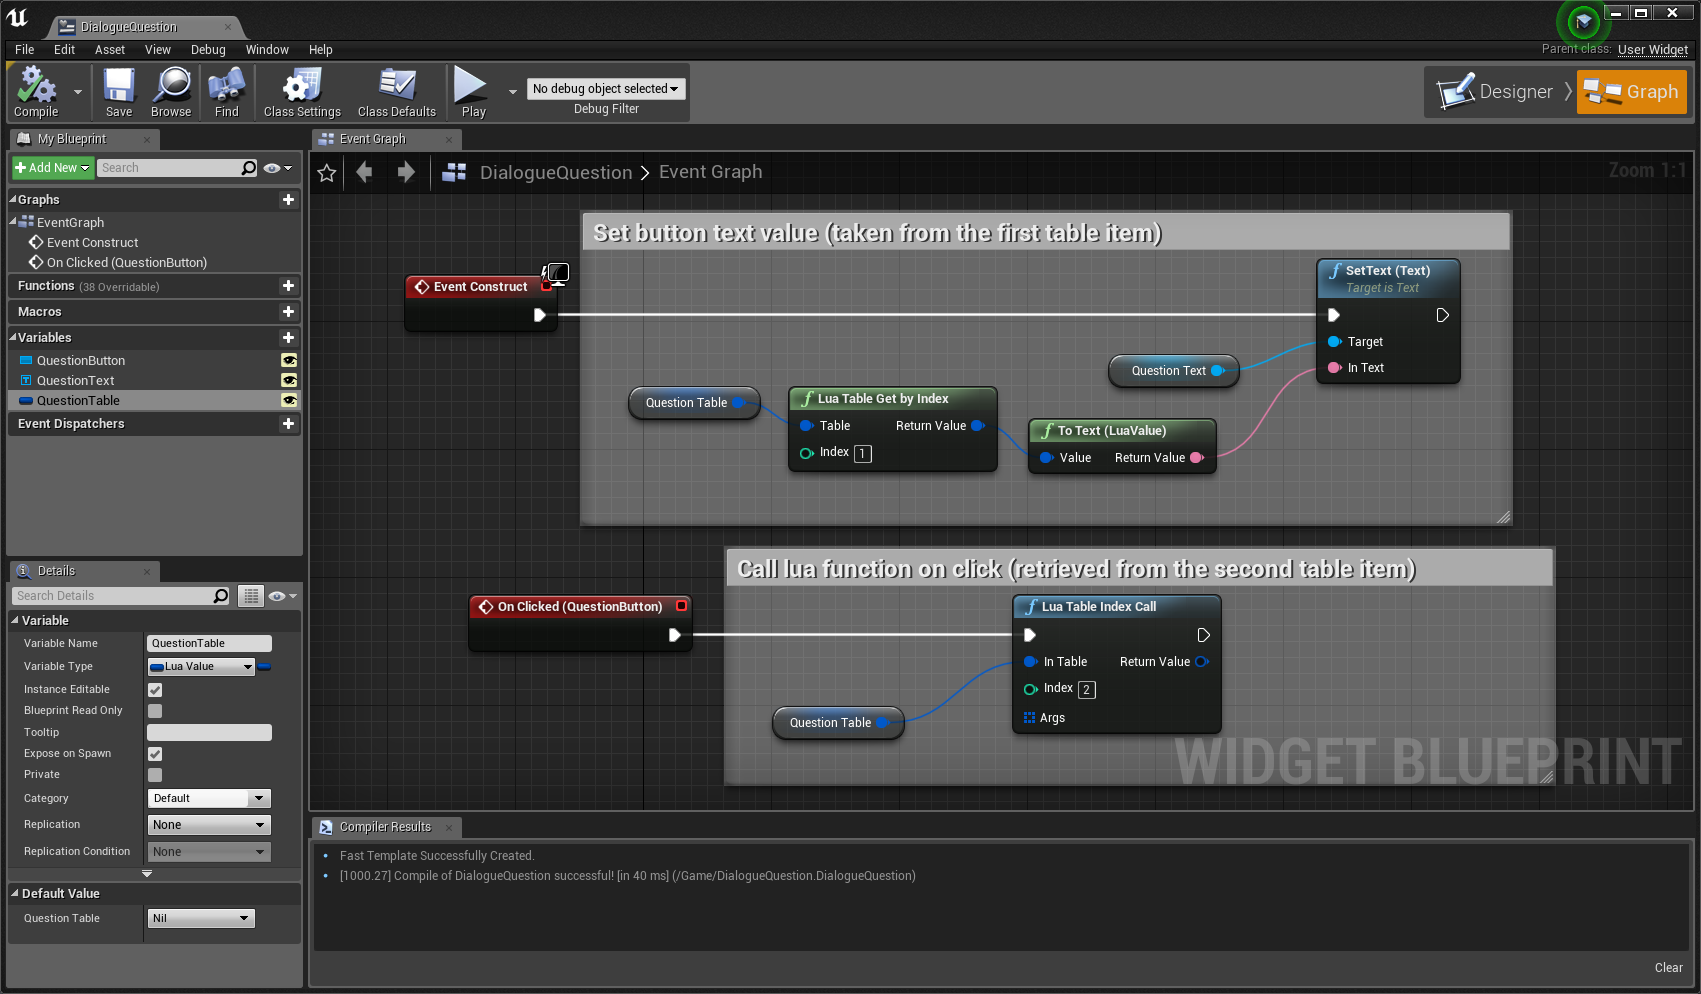 DialogueQuestion
File Edit Asset View Debug Window Help
Parent class: User Widget
Compile Save Browse Find Class Settings Class Defaults Play
No debug object selected
Debug Filter
Designer Graph
My Blueprint
Add New Search
Graphs
EventGraph
Event Construct
On Clicked (QuestionButton)
Functions (38 Overridable)
Macros
Variables
QuestionButton
QuestionText
QuestionTable
Event Dispatchers
Details
Search Details
Variable
Variable Name QuestionTable
Variable Type Lua Value
Instance Editable
Blueprint Read Only
Tooltip
Expose on Spawn
Private
Category Default
Replication None
Replication Condition None
Default Value
Question Table Nil
Event Graph
DialogueQuestion > Event Graph
Zoom 1:1
Set button text value (taken from the first table item)
Event Construct
SetText (Text)
Target is Text
Target
In Text
Question Text
Question Table
Lua Table Get by Index
Table Return Value
Index 1
To Text (LuaValue)
Value Return Value
Call lua function on click (retrieved from the second table item)
On Clicked (QuestionButton)
Lua Table Index Call
In Table Return Value
Index 2
Args
Question Table
WIDGET BLUEPRINT
Compiler Results
Fast Template Successfully Created.
[1000.27] Compile of DialogueQuestion successful! [in 40 ms] (/Game/DialogueQuestion.DialogueQuestion)
Clear